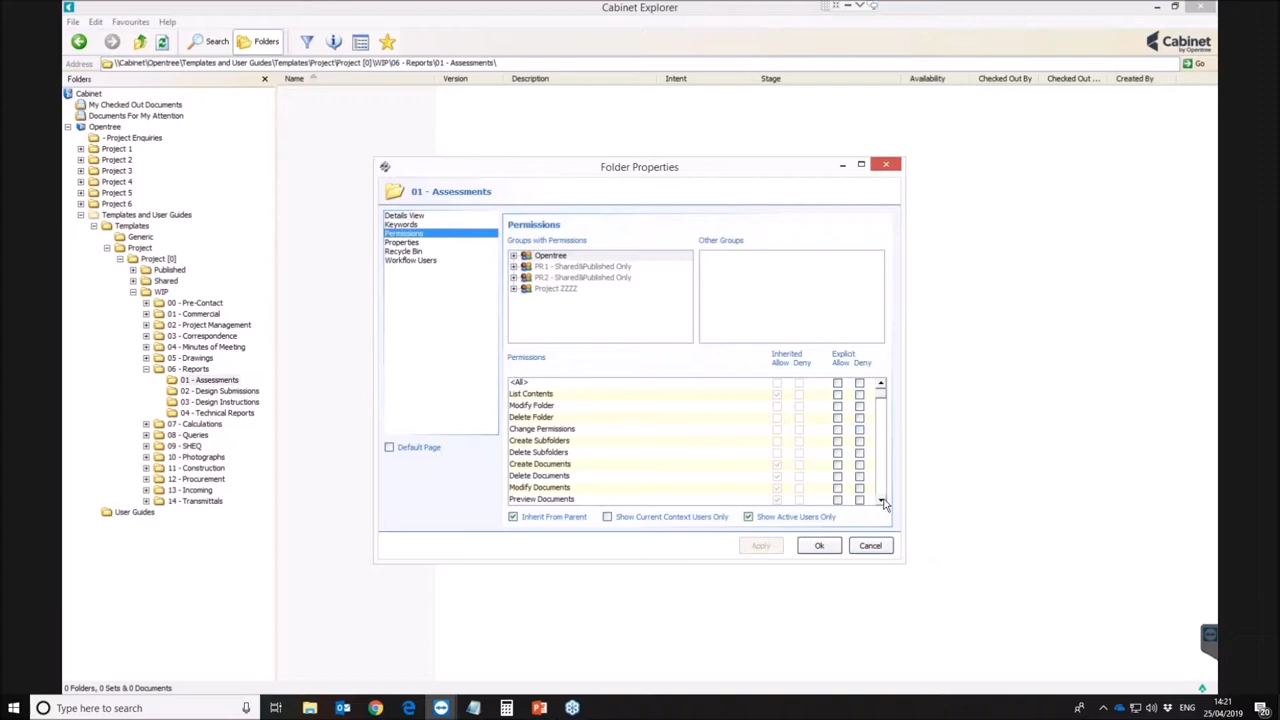 Cabinet Explorer
File Edit Favourites Help
Search Folders
Cabinet
by Opentree
Address \\Cabinet\Opentree\Templates and User Guides\Templates\Project\Project [0]\WIP\06 - Reports\01 - Assessments\ Go
Folders Name Version Description Intent Stage Availability Checked Out By Checked Out ... Created By
Cabinet
My Checked Out Documents
Documents For My Attention
Opentree
- Project Enquiries
Project 1
Project 2
Project 3
Project 4
Project 5
Project 6
Templates and User Guides
Templates
Generic
Project
Project [0]
Published
Shared
WIP
00 - Pre-Contact
01 - Commercial
02 - Project Management
03 - Correspondence
04 - Minutes of Meeting
05 - Drawings
06 - Reports
01 - Assessments
02 - Design Submissions
03 - Design Instructions
04 - Technical Reports
07 - Calculations
08 - Queries
09 - SHEQ
10 - Photographs
11 - Construction
12 - Procurement
13 - Incoming
14 - Transmittals
User Guides
Folder Properties
01 - Assessments
Details View
Keywords
Permissions
Properties
Recycle Bin
Workflow Users
Default Page
Permissions
Groups with Permissions Other Groups
Opentree
PR1 - Shared&Published Only
PR2 - Shared&Published Only
Project ZZZZ
Permissions Inherited Explicit
Allow Deny Allow Deny
<All>
List Contents
Modify Folder
Delete Folder
Change Permissions
Create Subfolders
Delete Subfolders
Create Documents
Delete Documents
Modify Documents
Preview Documents
Inherit From Parent Show Current Context Users Only Show Active Users Only
Apply Ok Cancel
0 Folders, 0 Sets & 0 Documents
Type here to search
ENG
14:21
25/04/2019
20